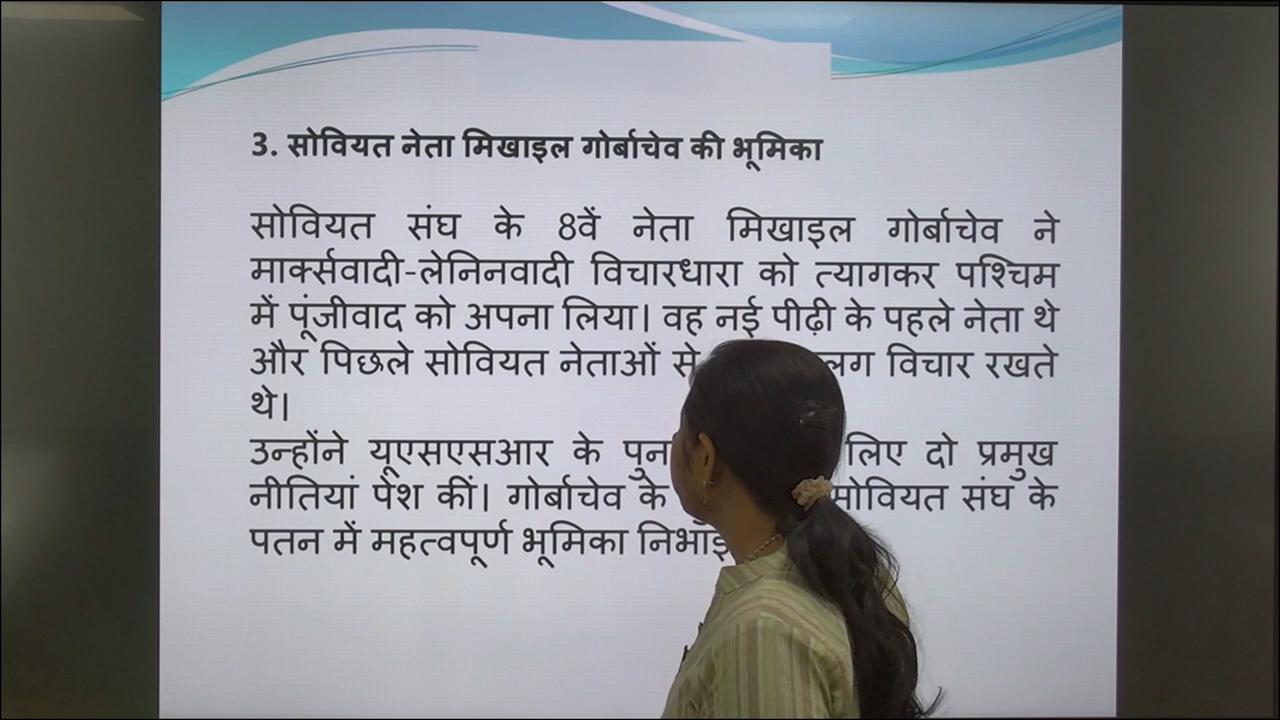 3. सोवियत नेता मिखाइल गोर्बाचेव की भूमिका
सोवियत संघ के 8वें नेता मिखाइल गोर्बाचेव ने
मार्क्सवादी-लेनिनवादी विचारधारा को त्यागकर पश्चिम
में पूंजीवाद को अपना लिया। वह नई पीढ़ी के पहले नेता थे
और पिछले सोवियत नेताओं से विचार रखते
थे।
उन्होंने यूएसएसआर के लिए दो प्रमुख
नीतियां पेश कीं। गोर्बाचेव के सोवियत संघ के
पतन में महत्वपूर्ण भूमिका निभाई